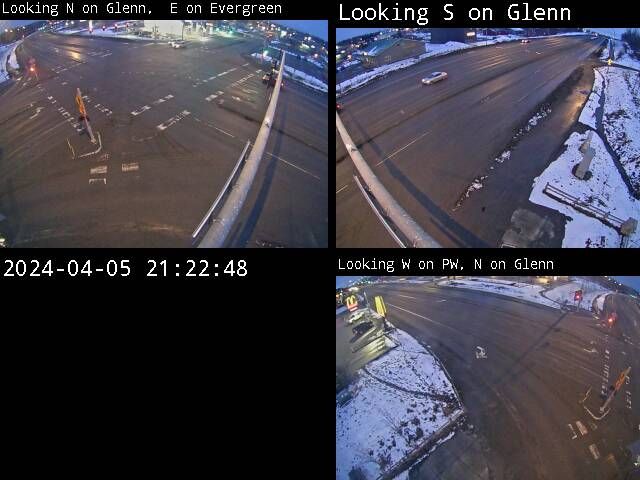 Looking N on Glenn,  E on Evergreen
Looking S on Glenn
2024-04-05 21:22:48
Looking W on PW, N on Glenn